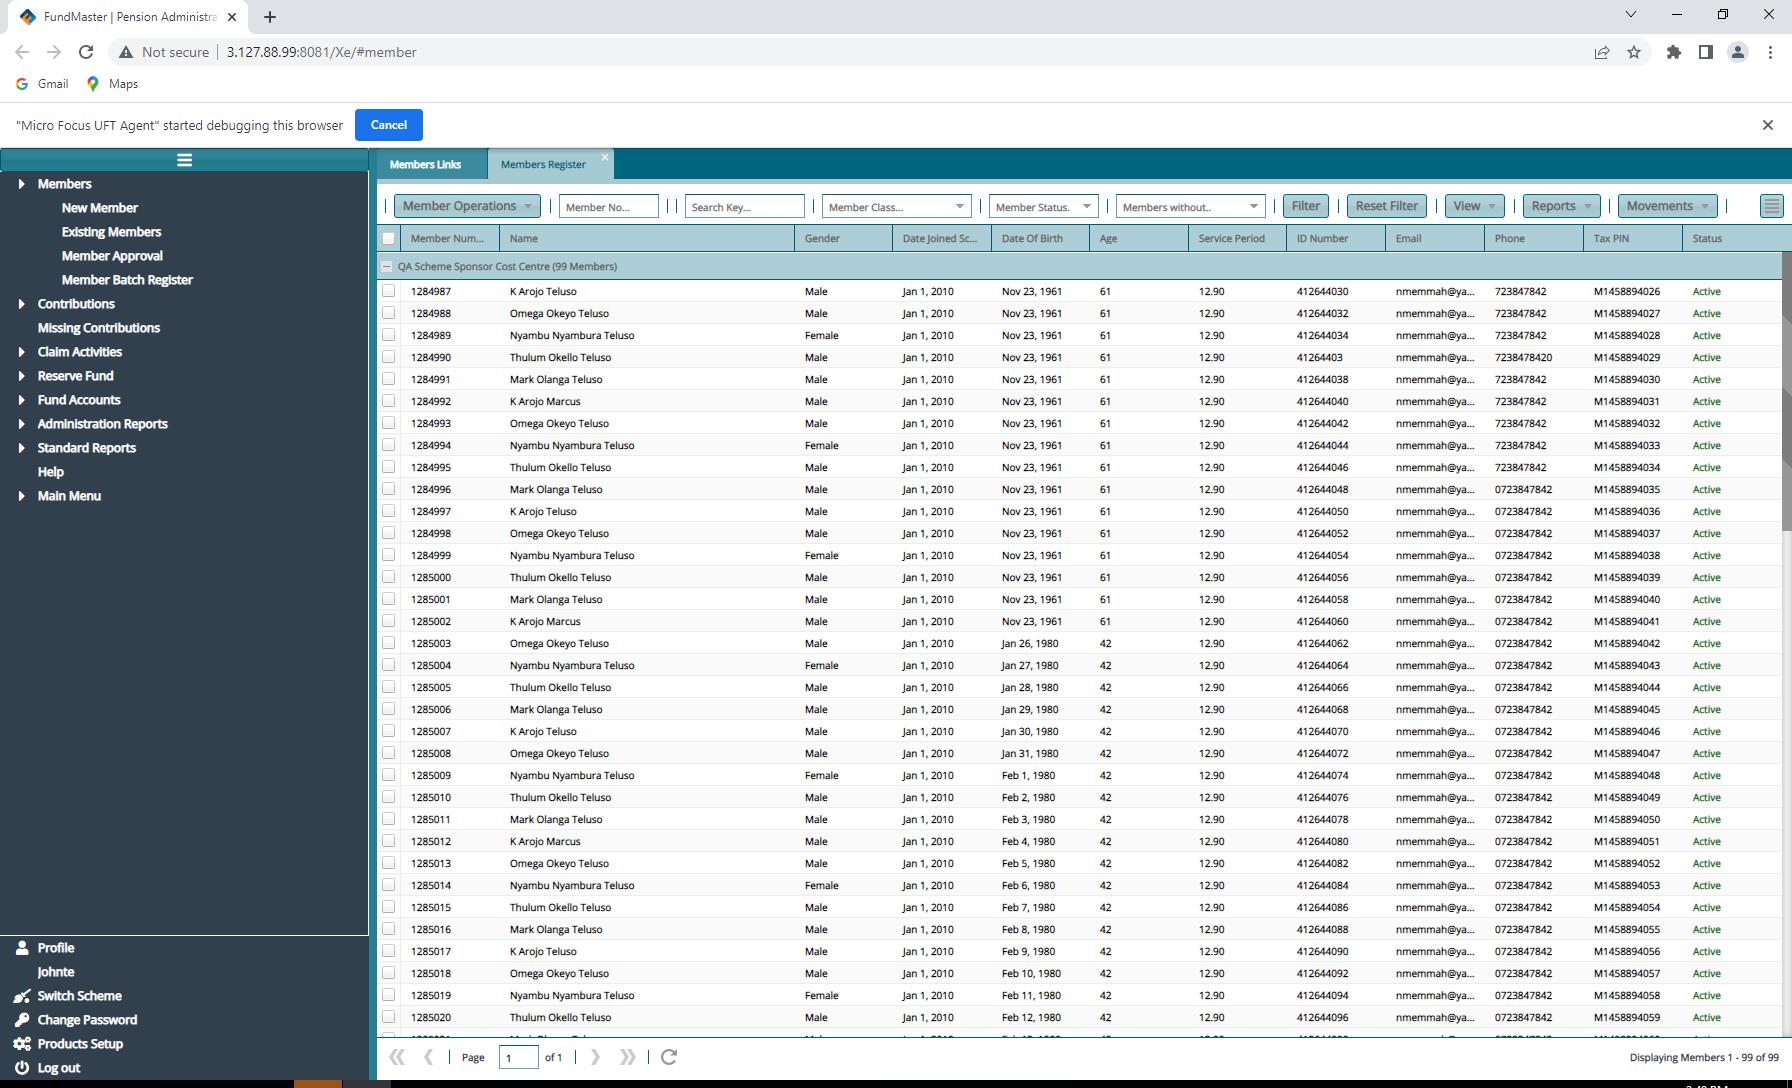 FundMaster | Pension Administra
Not secure 3.127.88.99:8081/Xe/#member
Gmail Maps
"Micro Focus UFT Agent" started debugging this browser Cancel
Members
New Member
Existing Members
Member Approval
Member Batch Register
Contributions
Missing Contributions
Claim Activities
Reserve Fund
Fund Accounts
Administration Reports
Standard Reports
Help
Main Menu
Profile
Johnte
Switch Scheme
Change Password
Products Setup
Log out
Members Links Members Register
Member Operations Member No... Search Key... Member Class... Member Status. Members without.. Filter Reset Filter View Reports Movements
Member Num... Name Gender Date Joined Sc... Date Of Birth Age Service Period ID Number Email Phone Tax PIN Status
QA Scheme Sponsor Cost Centre (99 Members)
1284987 K Arojo Teluso Male Jan 1, 2010 Nov 23, 1961 61 12.90 412644030 nmemmah@ya... 723847842 M1458894026 Active
1284988 Omega Okeyo Teluso Male Jan 1, 2010 Nov 23, 1961 61 12.90 412644032 nmemmah@ya... 723847842 M1458894027 Active
1284989 Nyambu Nyambura Teluso Female Jan 1, 2010 Nov 23, 1961 61 12.90 412644034 nmemmah@ya... 723847842 M1458894028 Active
1284990 Thulum Okello Teluso Male Jan 1, 2010 Nov 23, 1961 61 12.90 41264403 nmemmah@ya... 7238478420 M1458894029 Active
1284991 Mark Olanga Teluso Male Jan 1, 2010 Nov 23, 1961 61 12.90 412644038 nmemmah@ya... 723847842 M1458894030 Active
1284992 K Arojo Marcus Male Jan 1, 2010 Nov 23, 1961 61 12.90 412644040 nmemmah@ya... 723847842 M1458894031 Active
1284993 Omega Okeyo Teluso Male Jan 1, 2010 Nov 23, 1961 61 12.90 412644042 nmemmah@ya... 723847842 M1458894032 Active
1284994 Nyambu Nyambura Teluso Female Jan 1, 2010 Nov 23, 1961 61 12.90 412644044 nmemmah@ya... 723847842 M1458894033 Active
1284995 Thulum Okello Teluso Male Jan 1, 2010 Nov 23, 1961 61 12.90 412644046 nmemmah@ya... 723847842 M1458894034 Active
1284996 Mark Olanga Teluso Male Jan 1, 2010 Nov 23, 1961 61 12.90 412644048 nmemmah@ya... 0723847842 M1458894035 Active
1284997 K Arojo Teluso Male Jan 1, 2010 Nov 23, 1961 61 12.90 412644050 nmemmah@ya... 0723847842 M1458894036 Active
1284998 Omega Okeyo Teluso Male Jan 1, 2010 Nov 23, 1961 61 12.90 412644052 nmemmah@ya... 0723847842 M1458894037 Active
1284999 Nyambu Nyambura Teluso Female Jan 1, 2010 Nov 23, 1961 61 12.90 412644054 nmemmah@ya... 0723847842 M1458894038 Active
1285000 Thulum Okello Teluso Male Jan 1, 2010 Nov 23, 1961 61 12.90 412644056 nmemmah@ya... 0723847842 M1458894039 Active
1285001 Mark Olanga Teluso Male Jan 1, 2010 Nov 23, 1961 61 12.90 412644058 nmemmah@ya... 0723847842 M1458894040 Active
1285002 K Arojo Marcus Male Jan 1, 2010 Nov 23, 1961 61 12.90 412644060 nmemmah@ya... 0723847842 M1458894041 Active
1285003 Omega Okeyo Teluso Male Jan 1, 2010 Jan 26, 1980 42 12.90 412644062 nmemmah@ya... 0723847842 M1458894042 Active
1285004 Nyambu Nyambura Teluso Female Jan 1, 2010 Jan 27, 1980 42 12.90 412644064 nmemmah@ya... 0723847842 M1458894043 Active
1285005 Thulum Okello Teluso Male Jan 1, 2010 Jan 28, 1980 42 12.90 412644066 nmemmah@ya... 0723847842 M1458894044 Active
1285006 Mark Olanga Teluso Male Jan 1, 2010 Jan 29, 1980 42 12.90 412644068 nmemmah@ya... 0723847842 M1458894045 Active
1285007 K Arojo Teluso Male Jan 1, 2010 Jan 30, 1980 42 12.90 412644070 nmemmah@ya... 0723847842 M1458894046 Active
1285008 Omega Okeyo Teluso Male Jan 1, 2010 Jan 31, 1980 42 12.90 412644072 nmemmah@ya... 0723847842 M1458894047 Active
1285009 Nyambu Nyambura Teluso Female Jan 1, 2010 Feb 1, 1980 42 12.90 412644074 nmemmah@ya... 0723847842 M1458894048 Active
1285010 Thulum Okello Teluso Male Jan 1, 2010 Feb 2, 1980 42 12.90 412644076 nmemmah@ya... 0723847842 M1458894049 Active
1285011 Mark Olanga Teluso Male Jan 1, 2010 Feb 3, 1980 42 12.90 412644078 nmemmah@ya... 0723847842 M1458894050 Active
1285012 K Arojo Marcus Male Jan 1, 2010 Feb 4, 1980 42 12.90 412644080 nmemmah@ya... 0723847842 M1458894051 Active
1285013 Omega Okeyo Teluso Male Jan 1, 2010 Feb 5, 1980 42 12.90 412644082 nmemmah@ya... 0723847842 M1458894052 Active
1285014 Nyambu Nyambura Teluso Female Jan 1, 2010 Feb 6, 1980 42 12.90 412644084 nmemmah@ya... 0723847842 M1458894053 Active
1285015 Thulum Okello Teluso Male Jan 1, 2010 Feb 7, 1980 42 12.90 412644086 nmemmah@ya... 0723847842 M1458894054 Active
1285016 Mark Olanga Teluso Male Jan 1, 2010 Feb 8, 1980 42 12.90 412644088 nmemmah@ya... 0723847842 M1458894055 Active
1285017 K Arojo Teluso Male Jan 1, 2010 Feb 9, 1980 42 12.90 412644090 nmemmah@ya... 0723847842 M1458894056 Active
1285018 Omega Okeyo Teluso Male Jan 1, 2010 Feb 10, 1980 42 12.90 412644092 nmemmah@ya... 0723847842 M1458894057 Active
1285019 Nyambu Nyambura Teluso Female Jan 1, 2010 Feb 11, 1980 42 12.90 412644094 nmemmah@ya... 0723847842 M1458894058 Active
1285020 Thulum Okello Teluso Male Jan 1, 2010 Feb 12, 1980 42 12.90 412644096 nmemmah@ya... 0723847842 M1458894059 Active
Page 1 of 1 Displaying Members 1 - 99 of 99